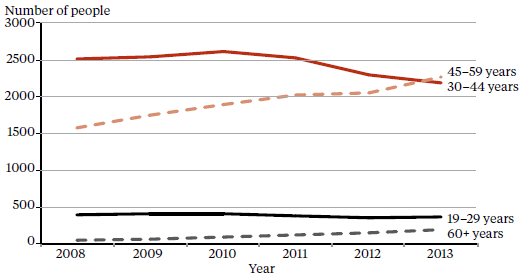 Number of people
3000
2500
2000
1500
1000
500
0
45–59 years
30–44 years
19–29 years
60+ years
2008 2009 2010 2011 2012 2013
Year